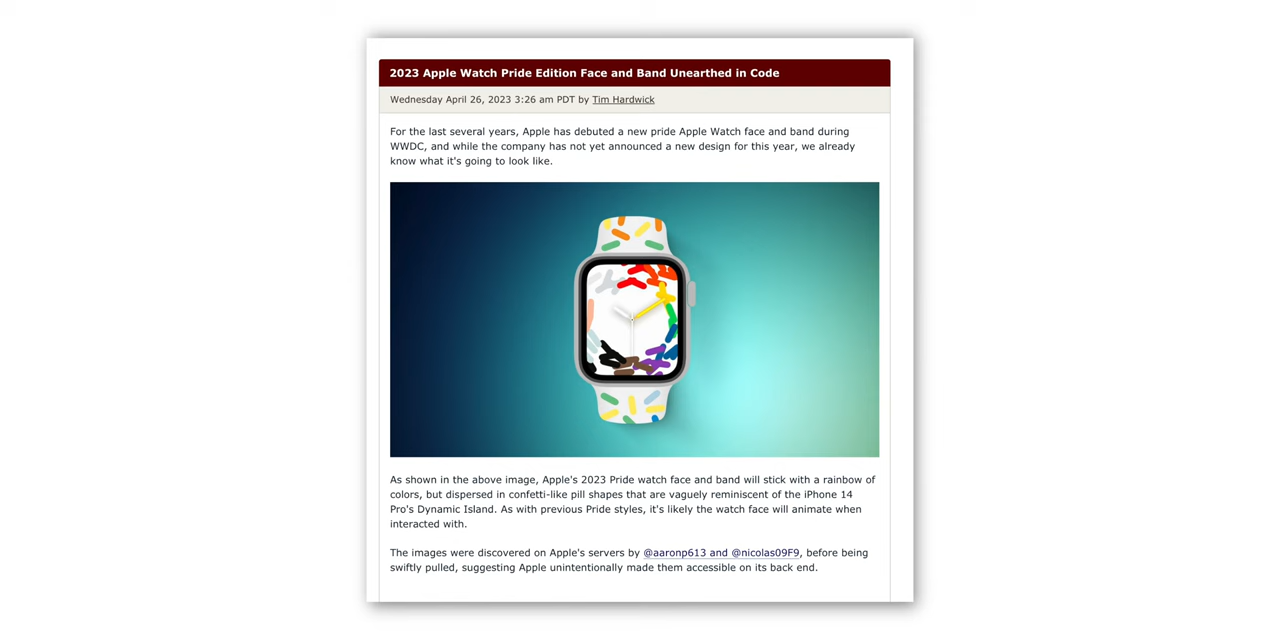 2023 Apple Watch Pride Edition Face and Band Unearthed in Code
Wednesday April 26, 2023 3:26 am PDT by Tim Hardwick
For the last several years, Apple has debuted a new pride Apple Watch face and band during
WWDC, and while the company has not yet announced a new design for this year, we already
know what it's going to look like.
As shown in the above image, Apple's 2023 Pride watch face and band will stick with a rainbow of
colors, but dispersed in confetti-like pill shapes that are vaguely reminiscent of the iPhone 14
Pro's Dynamic Island. As with previous Pride styles, it's likely the watch face will animate when
interacted with.
The images were discovered on Apple's servers by @aaronp613 and @nicolas09F9, before being
swiftly pulled, suggesting Apple unintentionally made them accessible on its back end.